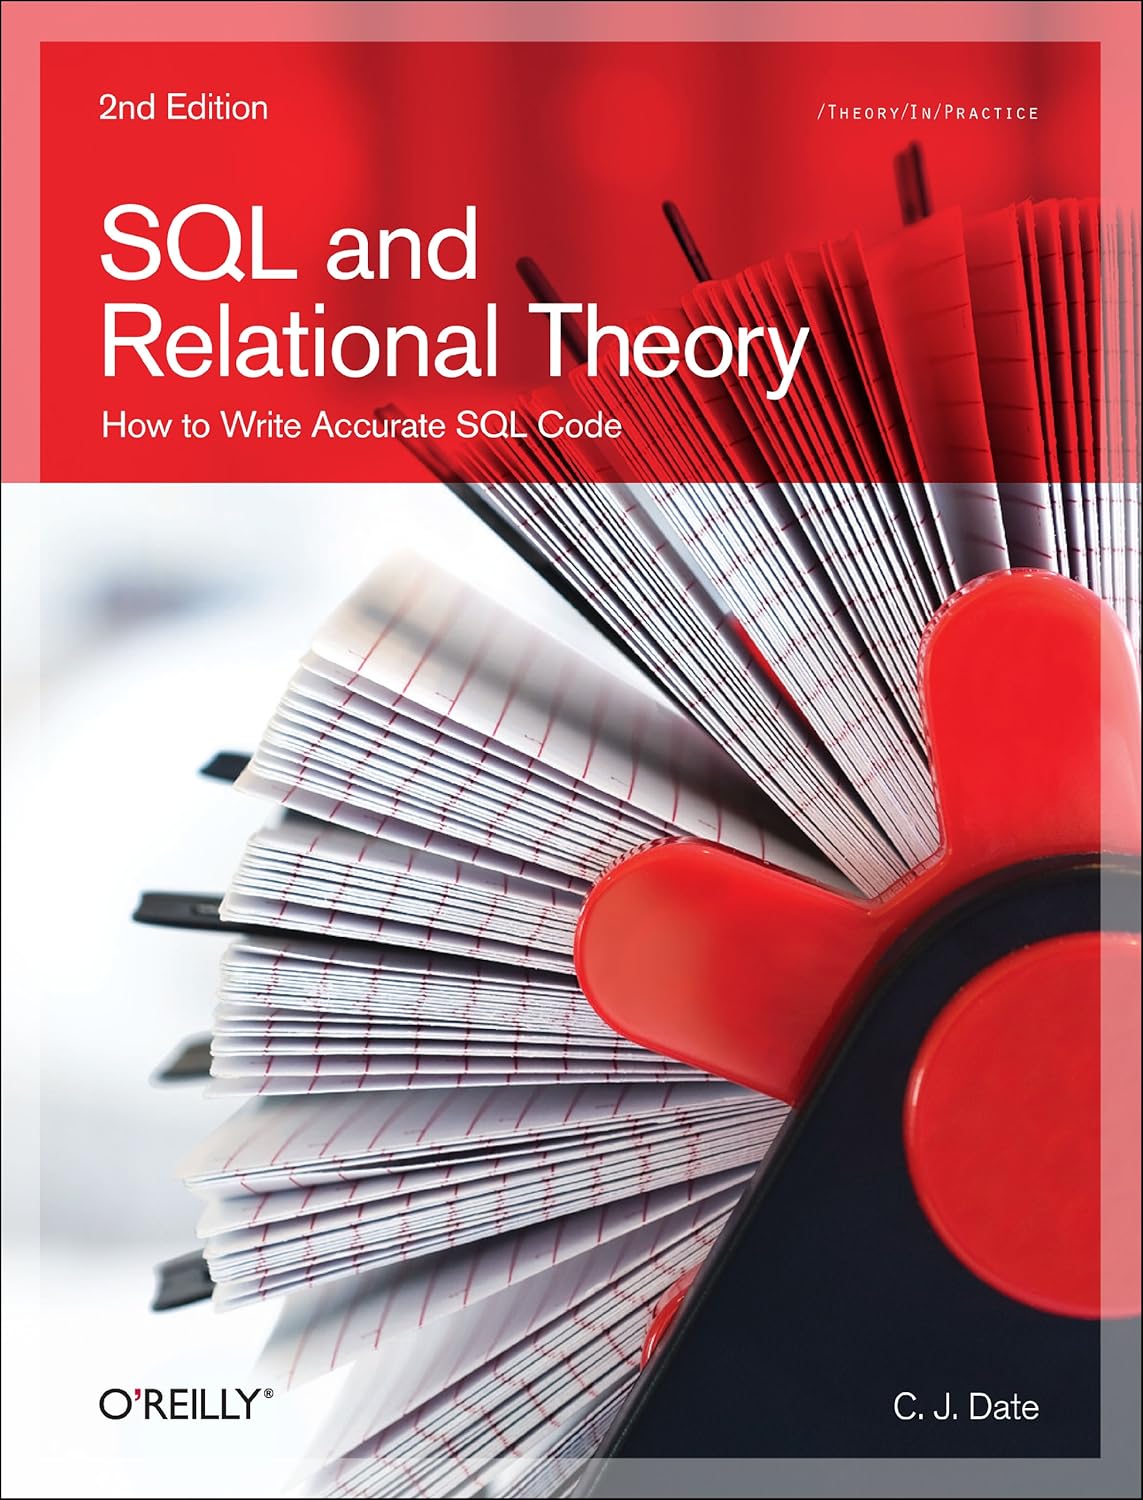 2nd Edition
/THEORY/IN/PRACTICE
SQL and
Relational Theory
How to Write Accurate SQL Code
O'REILLY®
C. J. Date